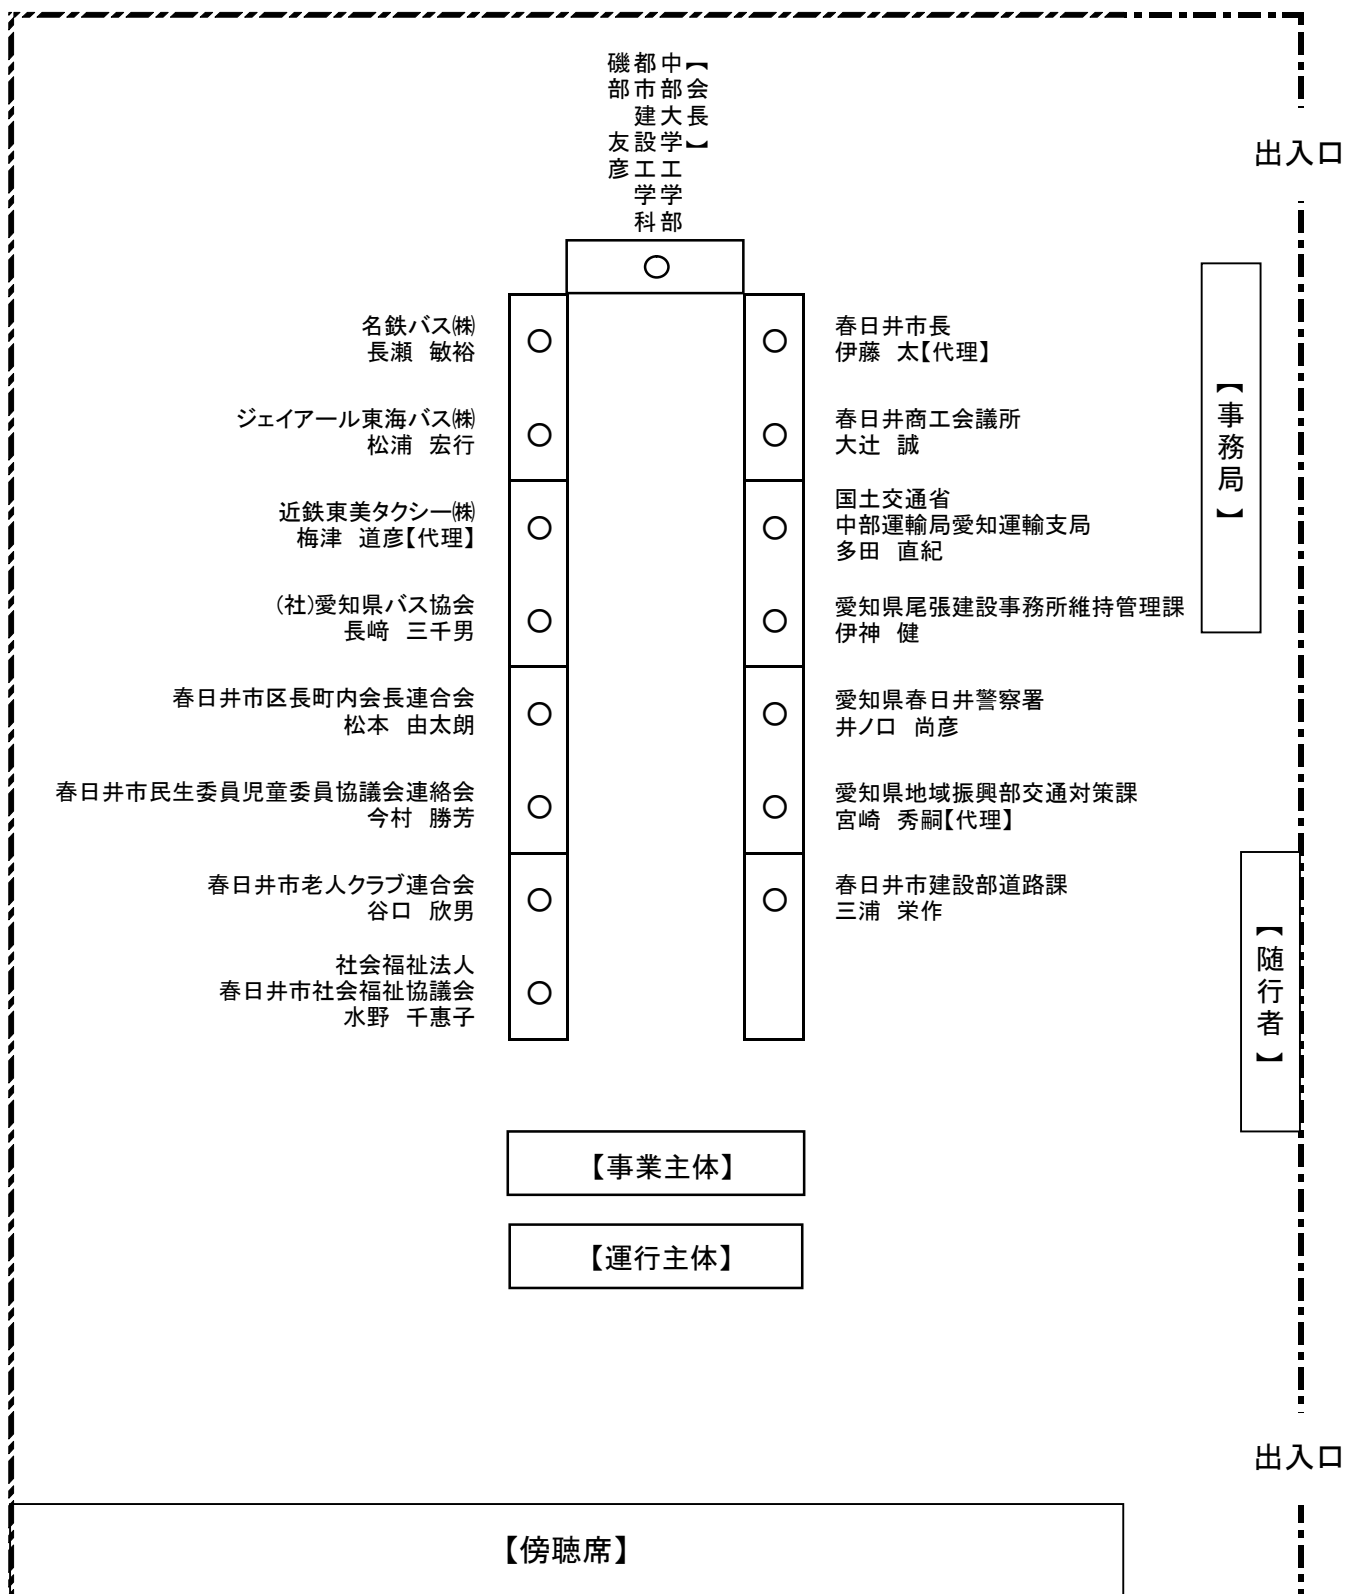 【会長】
中部大学工学部
都市建設工学科
磯部　友彦
出入口
名鉄バス㈱
長瀬　敏裕
ジェイアール東海バス㈱
松浦　宏行
近鉄東美タクシー㈱
梅津　道彦【代理】
(社)愛知県バス協会
長﨑　三千男
春日井市区長町内会長連合会
松本　由太朗
春日井市民生委員児童委員協議会連絡会
今村　勝芳
春日井市老人クラブ連合会
谷口　欣男
社会福祉法人
春日井市社会福祉協議会
水野　千惠子
春日井市長
伊藤　太【代理】
春日井商工会議所
大辻　誠
国土交通省
中部運輸局愛知運輸支局
多田　直紀
愛知県尾張建設事務所維持管理課
伊神　健
愛知県春日井警察署
井ノ口　尚彦
愛知県地域振興部交通対策課
宮崎　秀嗣【代理】
春日井市建設部道路課
三浦　栄作
【事務局】
【随行者】
【事業主体】
【運行主体】
出入口
【傍聴席】